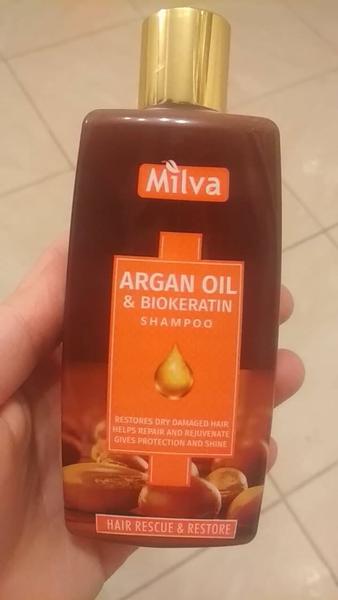 Milva
ARGAN OIL
& BIOKERATIN
SHAMPOO
RESTORES DRY DAMAGED HAIR
HELPS REPAIR AND REJUVENATE
GIVES PROTECTION AND SHINE
HAIR RESCUE & RESTORE